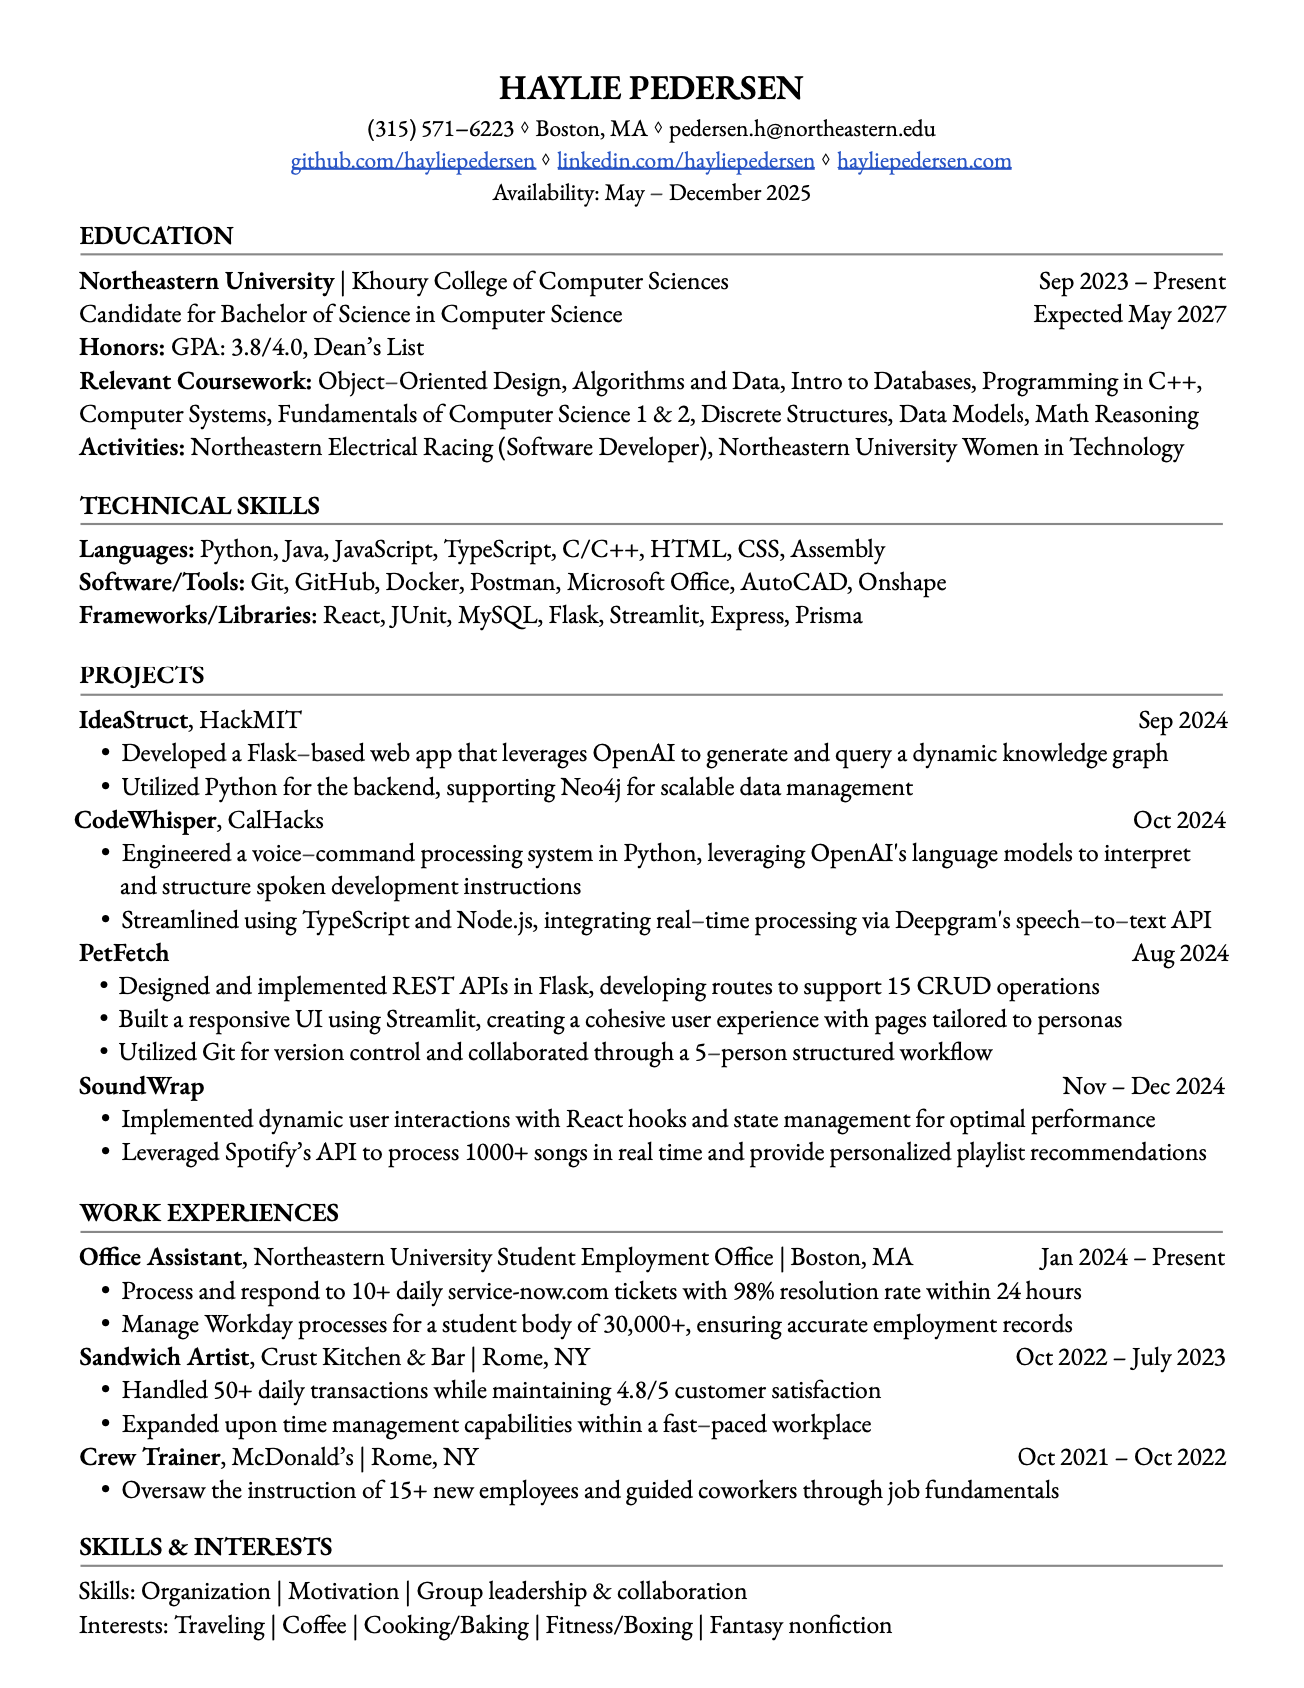 HAYLIE PEDERSEN
(315) 571–6223 ◊ Boston, MA ◊ pedersen.h@northeastern.edu
github.com/hayliepedersen ◊ linkedin.com/hayliepedersen ◊ hayliepedersen.com
Availability: May – December 2025
EDUCATION
Northeastern University | Khoury College of Computer Sciences Sep 2023 – Present
Candidate for Bachelor of Science in Computer Science Expected May 2027
Honors: GPA: 3.8/4.0, Dean’s List
Relevant Coursework: Object–Oriented Design, Algorithms and Data, Intro to Databases, Programming in C++,
Computer Systems, Fundamentals of Computer Science 1 & 2, Discrete Structures, Data Models, Math Reasoning
Activities: Northeastern Electrical Racing (Software Developer), Northeastern University Women in Technology
TECHNICAL SKILLS
Languages: Python, Java, JavaScript, TypeScript, C/C++, HTML, CSS, Assembly
Software/Tools: Git, GitHub, Docker, Postman, Microsoft Office, AutoCAD, Onshape
Frameworks/Libraries: React, JUnit, MySQL, Flask, Streamlit, Express, Prisma
PROJECTS
IdeaStruct, HackMIT Sep 2024
• Developed a Flask–based web app that leverages OpenAI to generate and query a dynamic knowledge graph
• Utilized Python for the backend, supporting Neo4j for scalable data management
CodeWhisper, CalHacks Oct 2024
• Engineered a voice–command processing system in Python, leveraging OpenAI's language models to interpret
and structure spoken development instructions
• Streamlined using TypeScript and Node.js, integrating real–time processing via Deepgram's speech–to–text API
PetFetch Aug 2024
• Designed and implemented REST APIs in Flask, developing routes to support 15 CRUD operations
• Built a responsive UI using Streamlit, creating a cohesive user experience with pages tailored to personas
• Utilized Git for version control and collaborated through a 5–person structured workflow
SoundWrap Nov – Dec 2024
• Implemented dynamic user interactions with React hooks and state management for optimal performance
• Leveraged Spotify’s API to process 1000+ songs in real time and provide personalized playlist recommendations
WORK EXPERIENCES
Office Assistant, Northeastern University Student Employment Office | Boston, MA Jan 2024 – Present
• Process and respond to 10+ daily service-now.com tickets with 98% resolution rate within 24 hours
• Manage Workday processes for a student body of 30,000+, ensuring accurate employment records
Sandwich Artist, Crust Kitchen & Bar | Rome, NY Oct 2022 – July 2023
• Handled 50+ daily transactions while maintaining 4.8/5 customer satisfaction
• Expanded upon time management capabilities within a fast–paced workplace
Crew Trainer, McDonald’s | Rome, NY Oct 2021 – Oct 2022
• Oversaw the instruction of 15+ new employees and guided coworkers through job fundamentals
SKILLS & INTERESTS
Skills: Organization | Motivation | Group leadership & collaboration
Interests: Traveling | Coffee | Cooking/Baking | Fitness/Boxing | Fantasy nonfiction